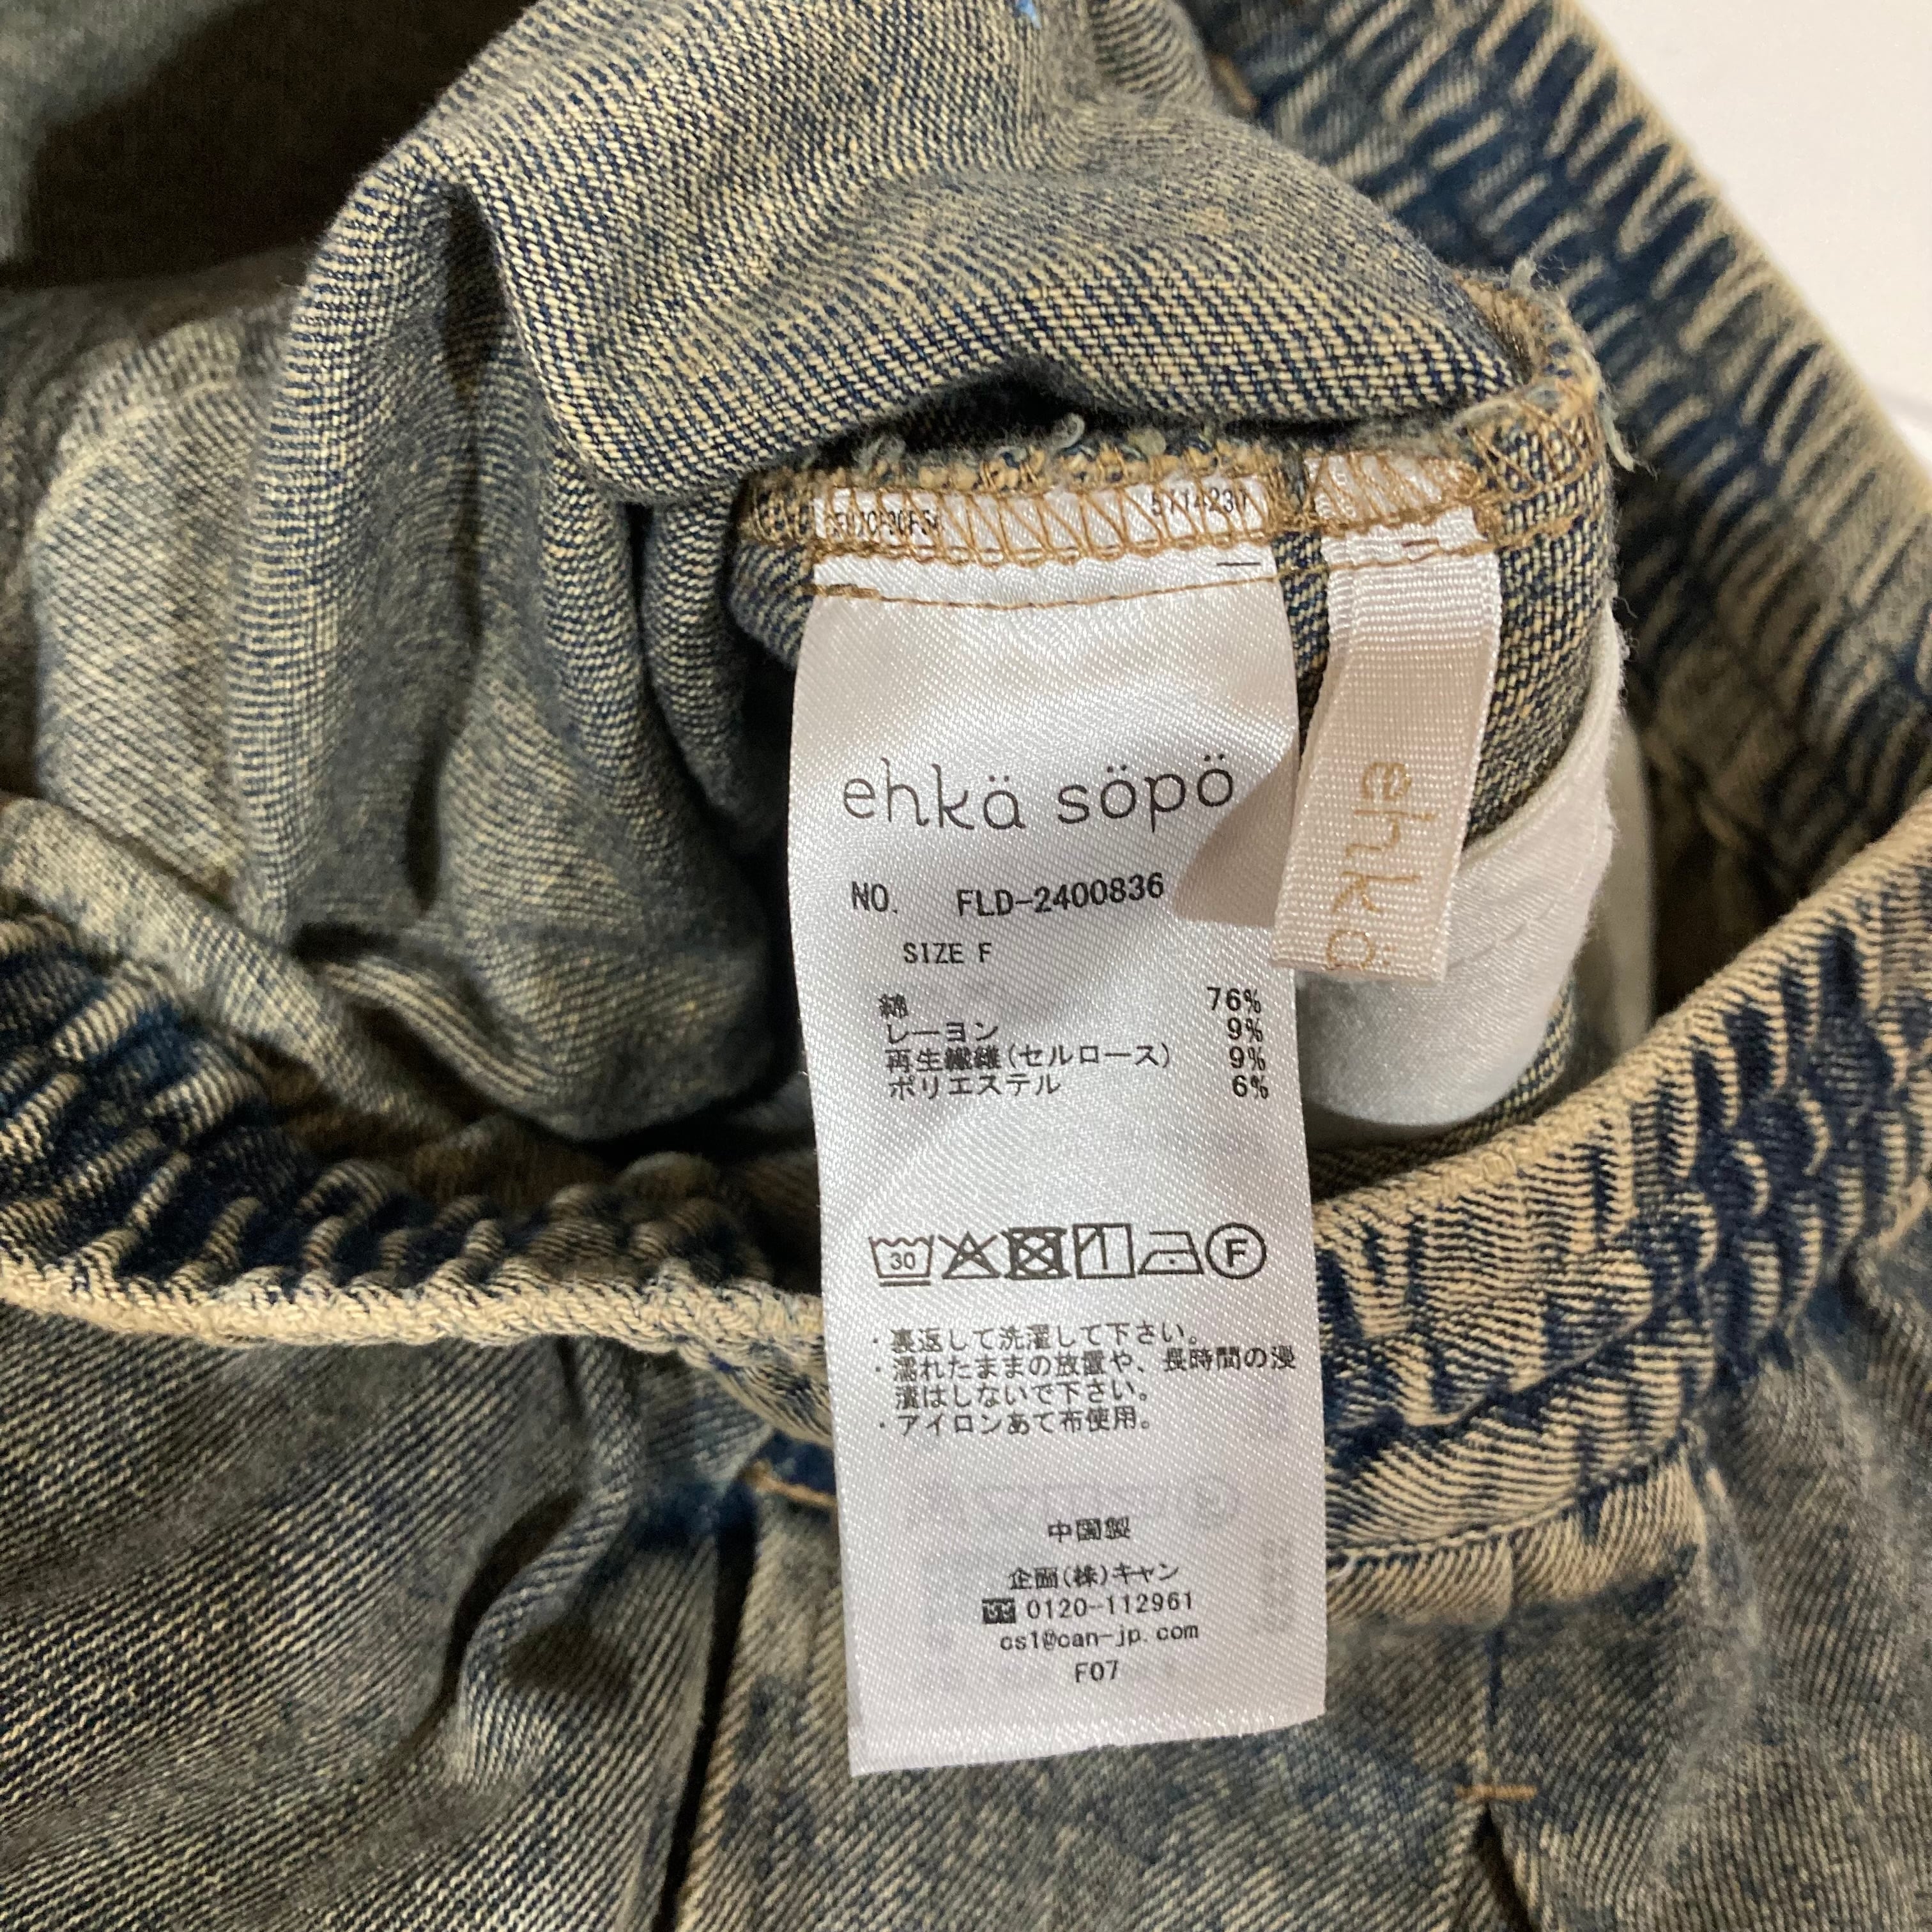 ehkä söpö
ehkä
NO. FLD-2400836
SIZE F
綿 76%
レーヨン 9%
再生繊維(セルロース) 9%
ポリエステル 6%
30
F
・裏返して洗濯して下さい。
・濡れたままの放置や、長時間の浸
漬はしないで下さい。
・アイロンあて布使用。
中国製
企画(株)キャン
0120-112961
cs1@can-jp.com
F07